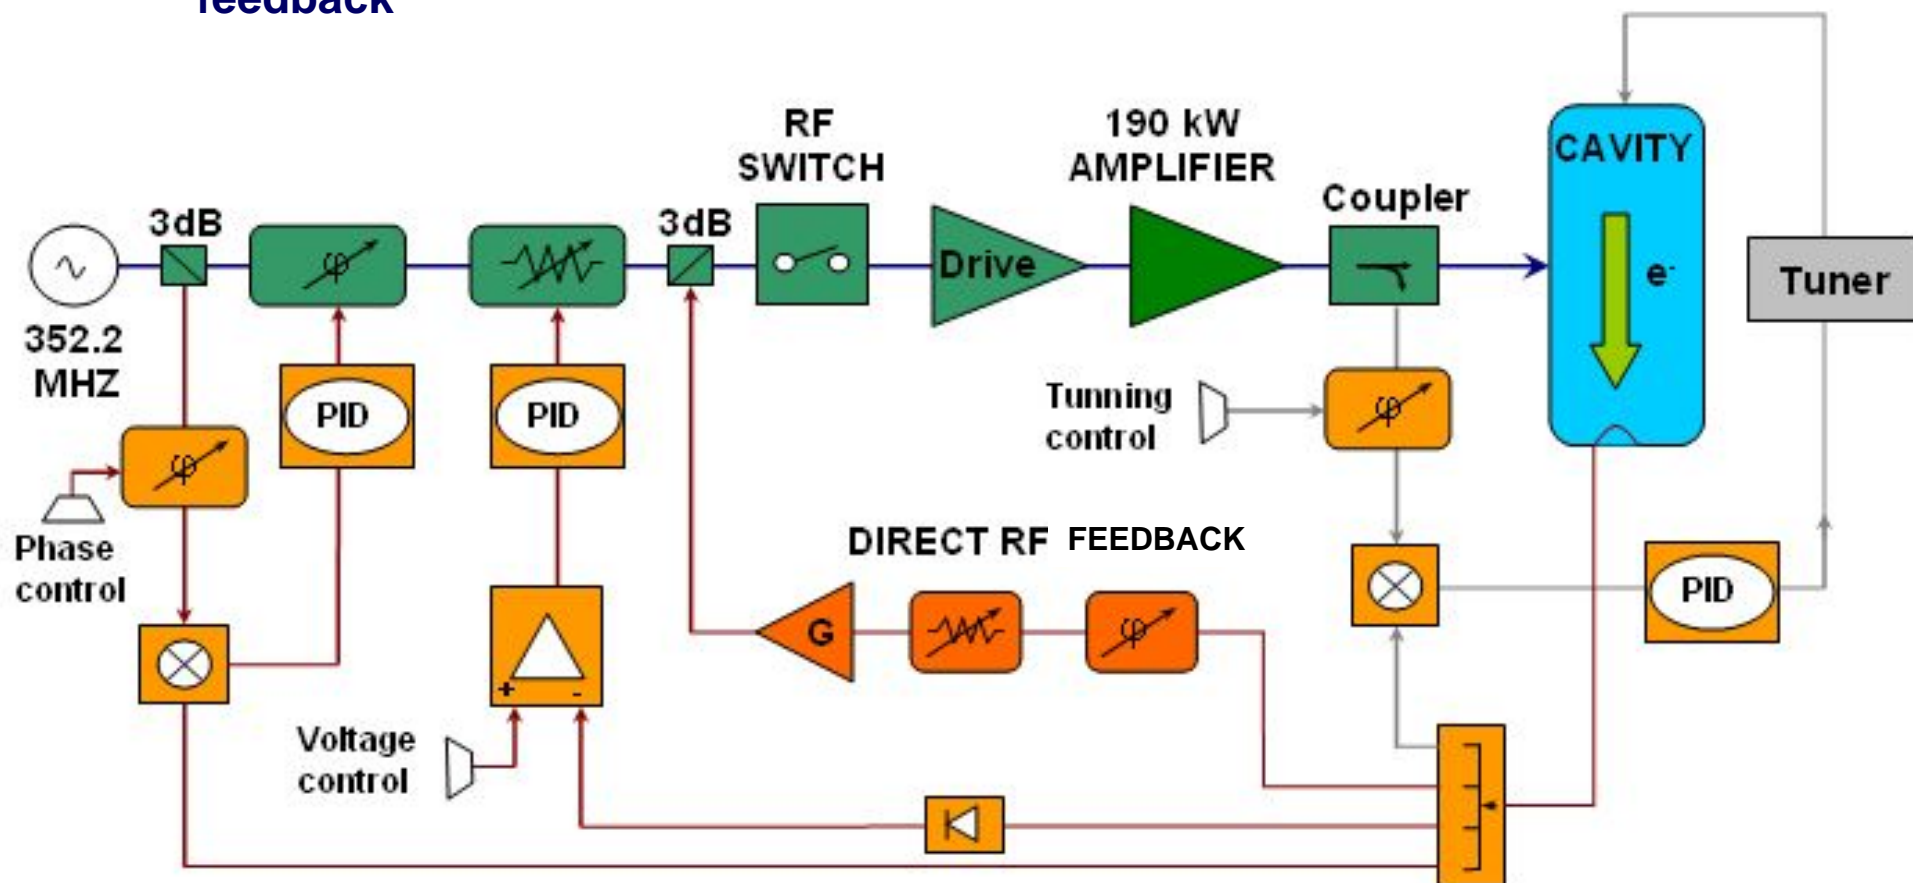 feedback
RF
SWITCH
190 kW
AMPLIFIER
CAVITY
Coupler
3dB
3dB
φ
Drive
e-
Tuner
352.2
MHZ
PID
PID
Tunning
control
φ
φ
Phase
control
DIRECT RF FEEDBACK
PID
G
φ
+ -
Voltage
control